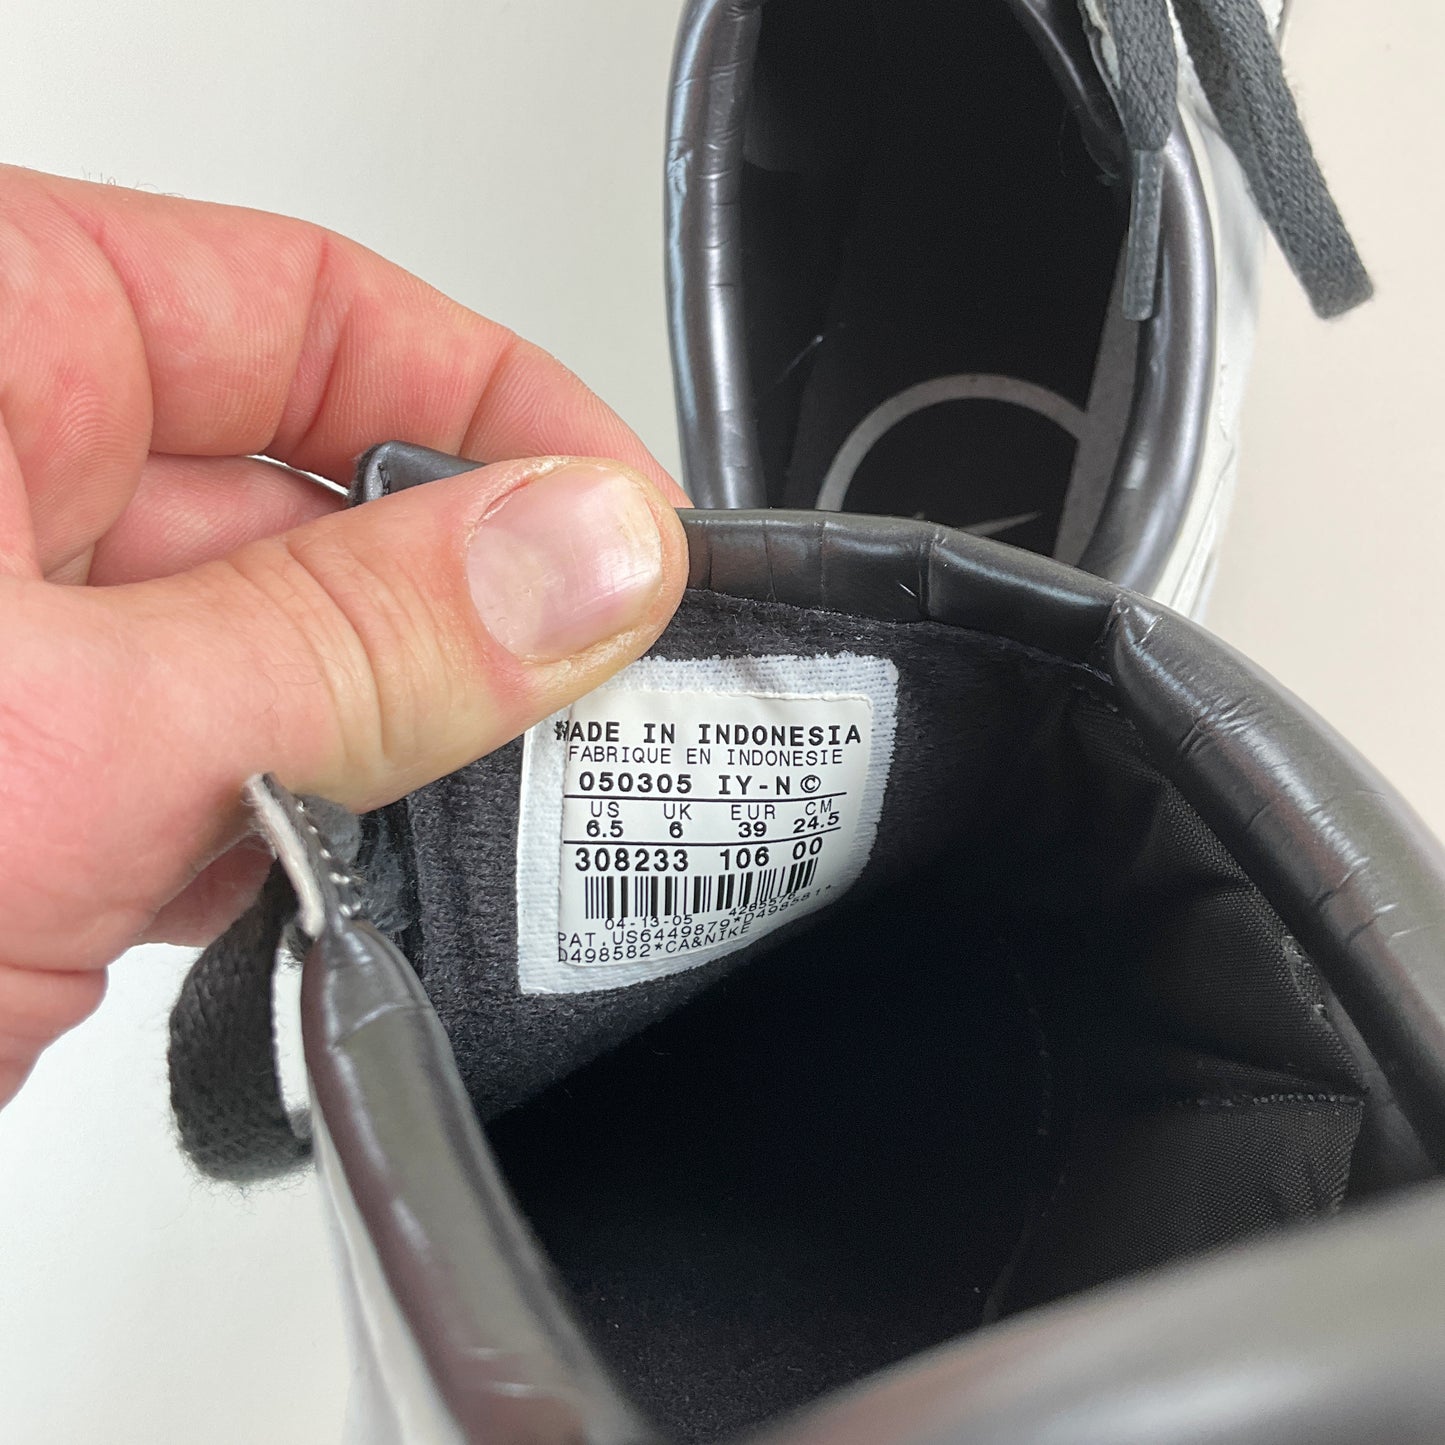 MADE IN INDONESIA
FABRIQUE EN INDONESIE
050305 IY-N ©
US UK EUR CM
6.5 6 39 24.5
308233 106 00
04-13-05 4265576
PAT.US6449879*D498581*
D498582*CA&NIKE